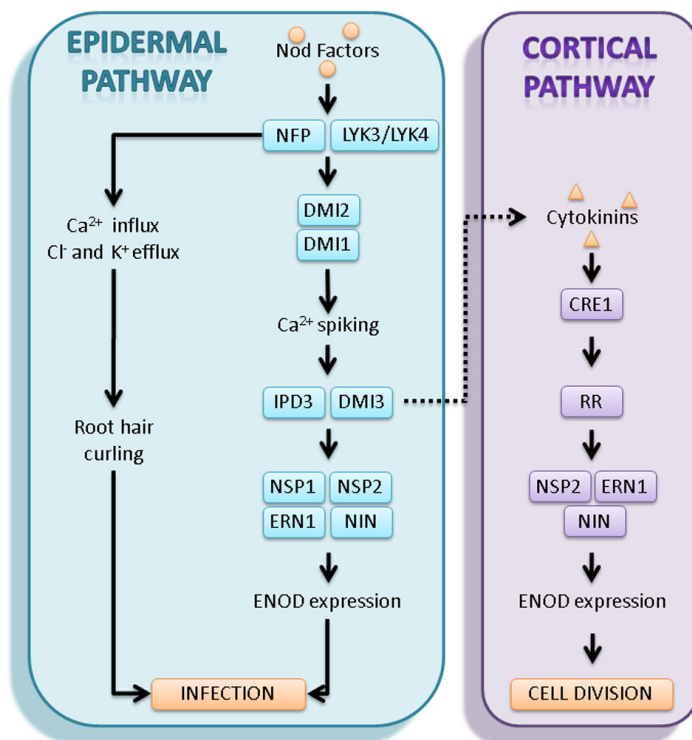 EPIDERMAL
PATHWAY
Nod Factors
NFP
LYK3/LYK4
DMI2
DMI1
Ca²⁺ influx
Cl⁻ and K⁺ efflux
Ca²⁺ spiking
IPD3
DMI3
Root hair
curling
NSP1
NSP2
ERN1
NIN
ENOD expression
INFECTION
CORTICAL
PATHWAY
Cytokinins
CRE1
RR
NSP2
ERN1
NIN
ENOD expression
CELL DIVISION